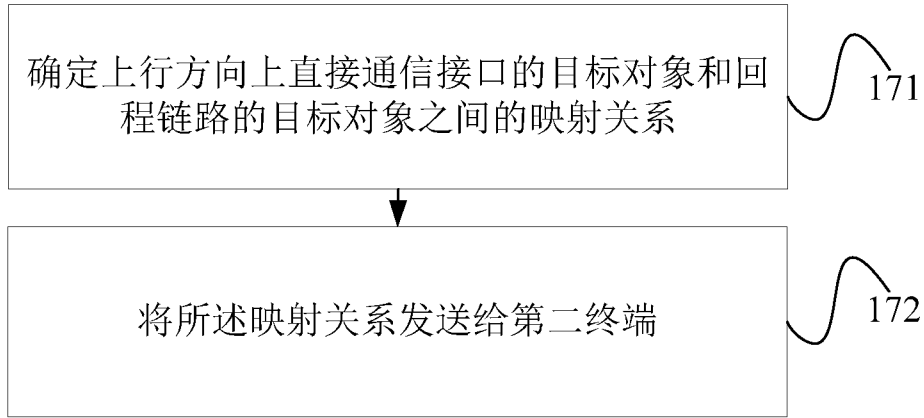 确定上行方向上直接通信接口的目标对象和回
程链路的目标对象之间的映射关系
171
将所述映射关系发送给第二终端
172